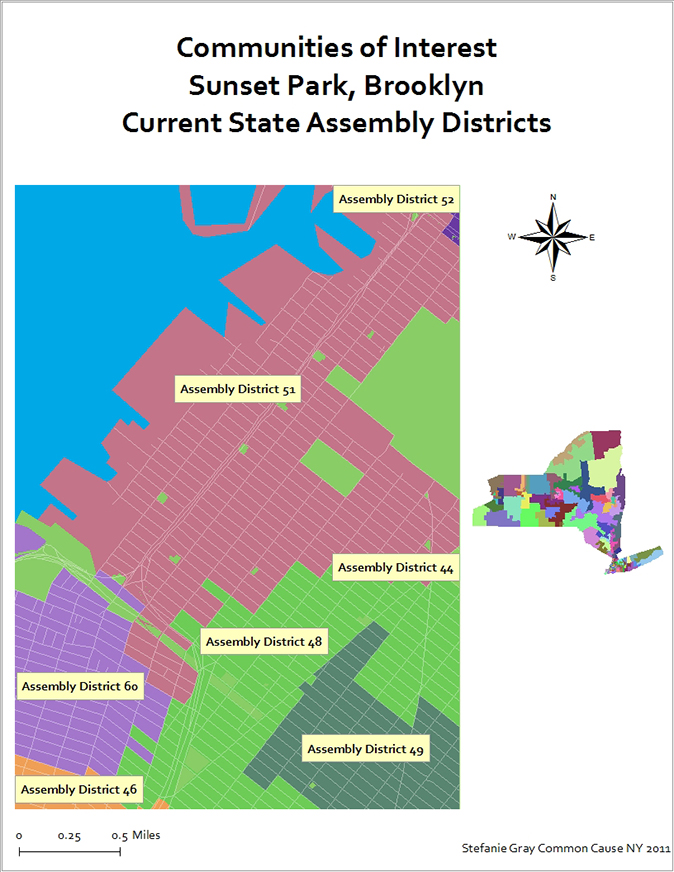 Communities of Interest
Sunset Park, Brooklyn
Current State Assembly Districts
Assembly District 52
N
W E
S
Assembly District 51
Assembly District 44
Assembly District 48
Assembly District 60
Assembly District 49
Assembly District 46
0 0.25 0.5 Miles
Stefanie Gray Common Cause NY 2011